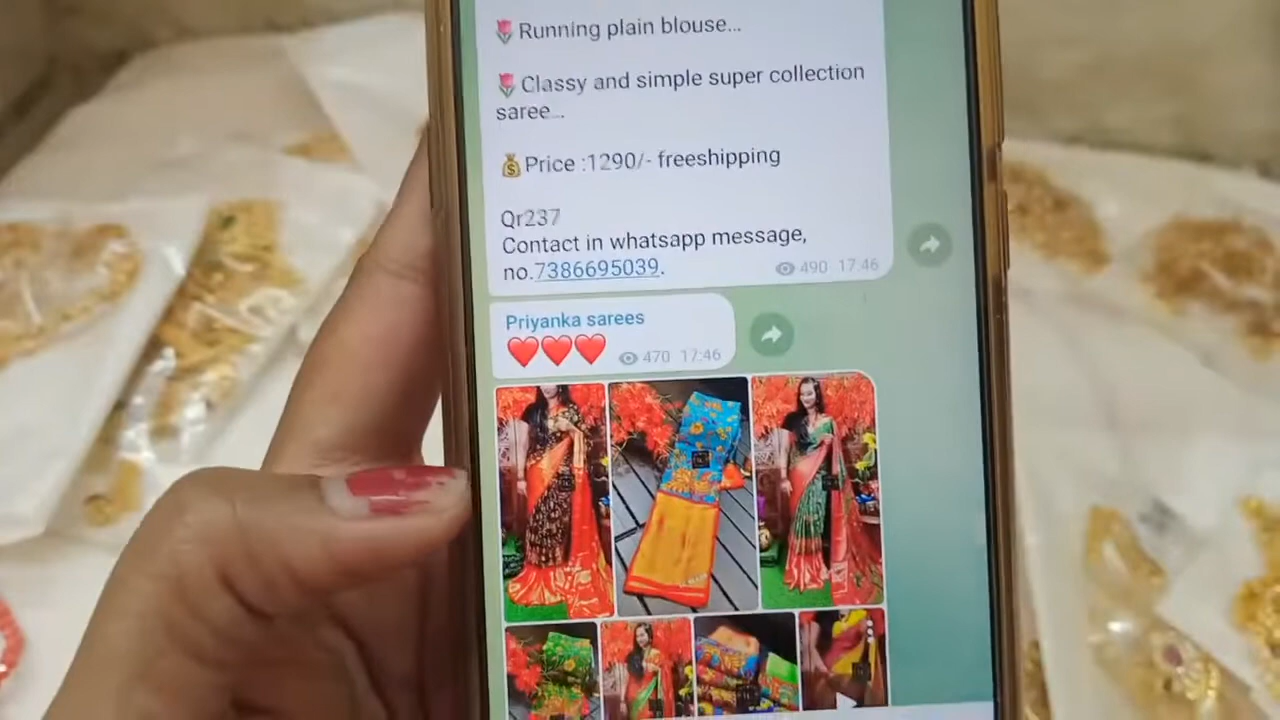 🌷Running plain blouse...
🌷Classy and simple super collection
saree...
💰Price :1290/- freeshipping
Qr237
Contact in whatsapp message,
no.7386695039.
490 17:46
Priyanka sarees
❤️❤️❤️ 470 17:46